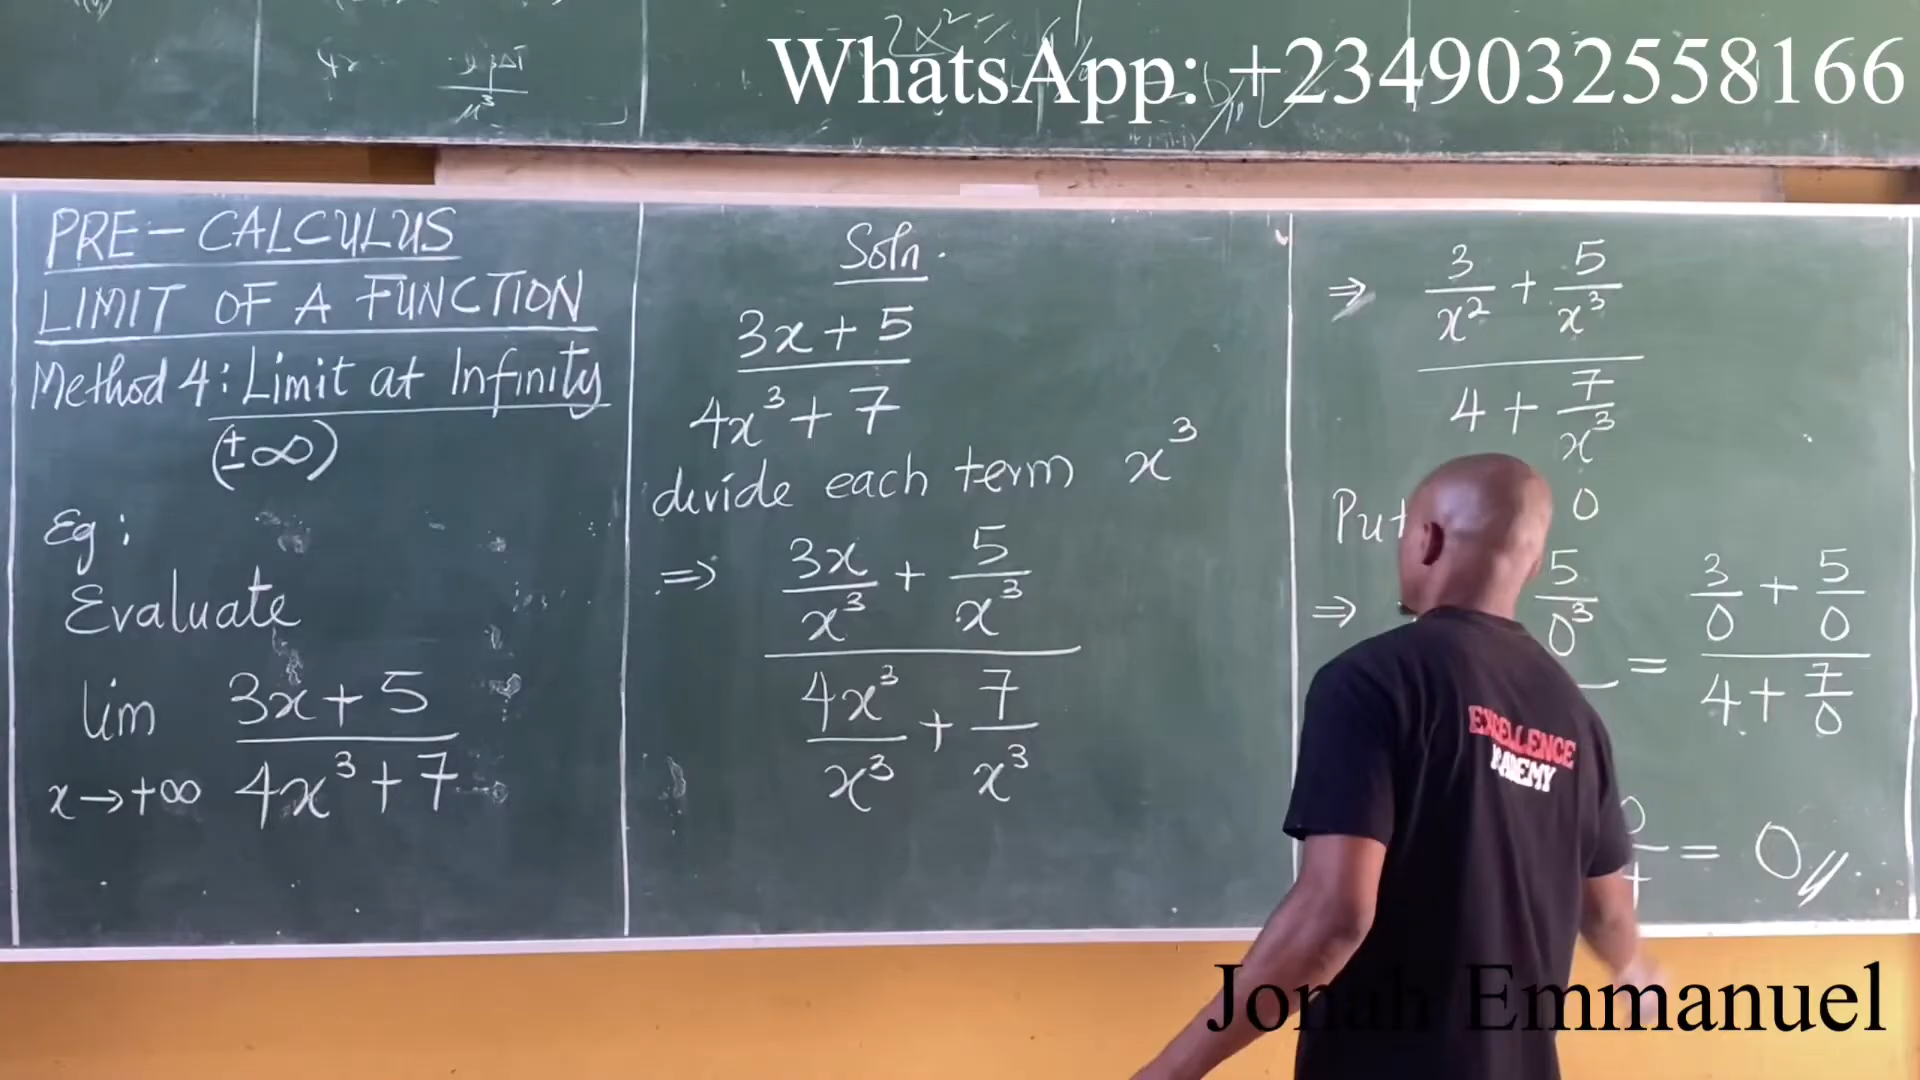 WhatsApp: +2349032558166
PRE-CALCULUS
LIMIT OF A FUNCTION
Method 4: Limit at Infinity
(±∞)
Eg:
Evaluate
lim 3x+5
x→+∞ 4x³+7
Soln.
3x+5
4x³+7
divide each term x³
⇒ 3x/x³ + 5/x³
4x³/x³ + 7/x³
⇒ 3/x² + 5/x³
4 + 7/x³
Put 0
⇒ 5/0³ = 3/0 + 5/0
4 + 7/0
= 0
EXCELLENCE
ACADEMY
Jonah Emmanuel